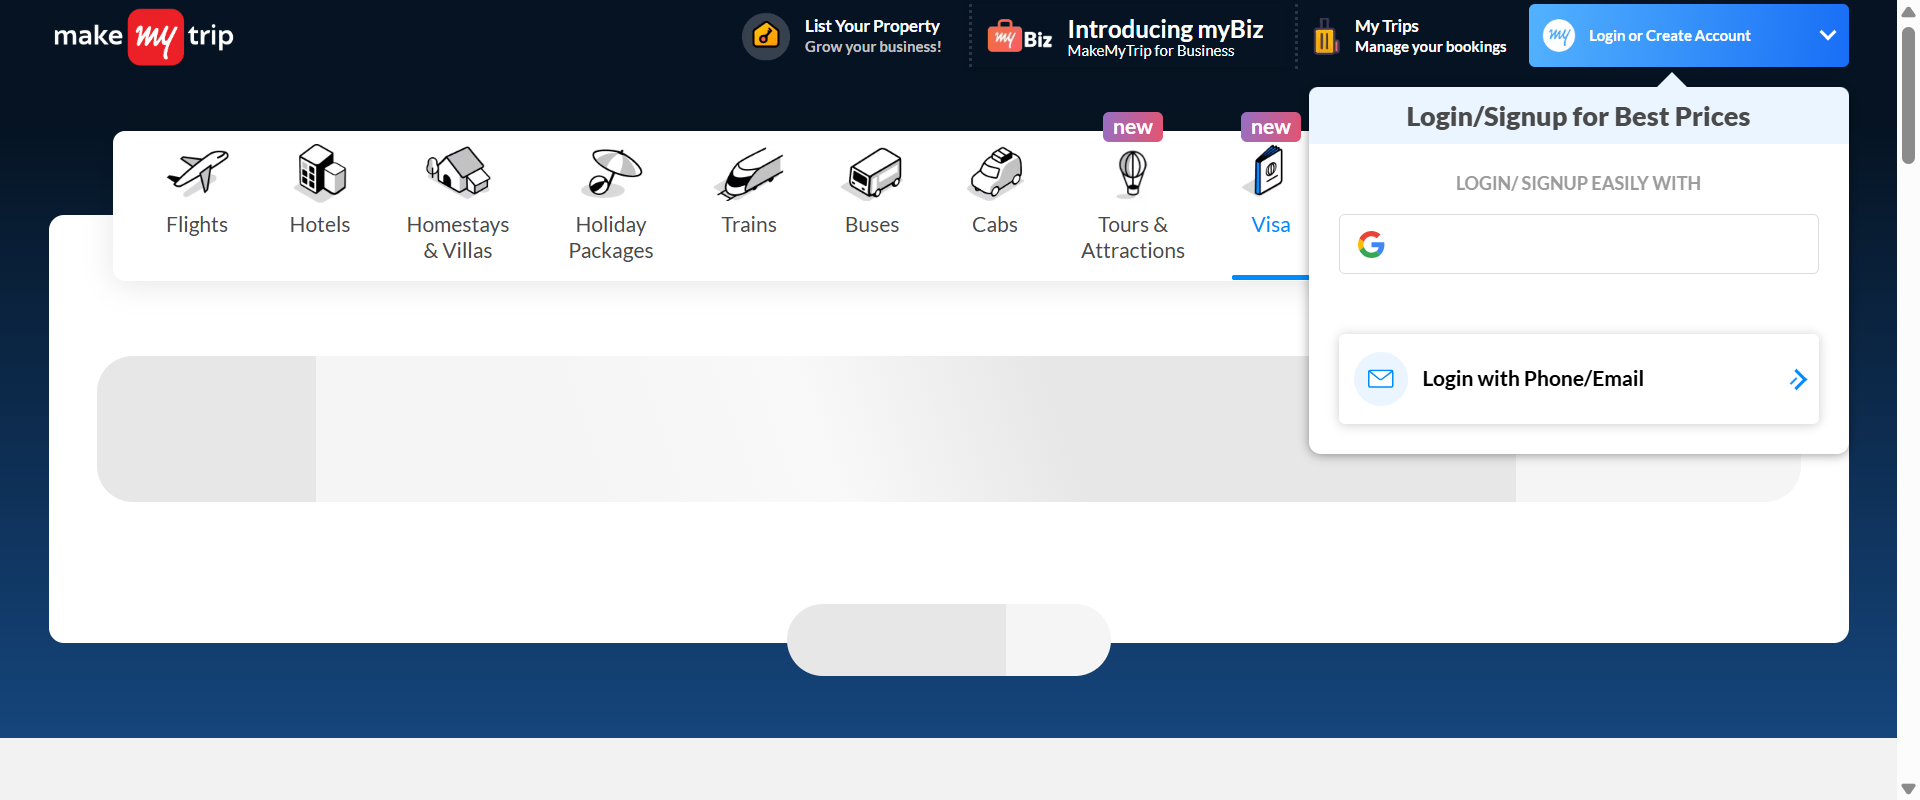 make my trip
List Your Property
Grow your business!
my Biz
Introducing myBiz
MakeMyTrip for Business
My Trips
Manage your bookings
my
Login or Create Account
Login/Signup for Best Prices
LOGIN/ SIGNUP EASILY WITH
Login with Phone/Email
new
new
Flights
Hotels
Homestays
& Villas
Holiday
Packages
Trains
Buses
Cabs
Tours &
Attractions
Visa